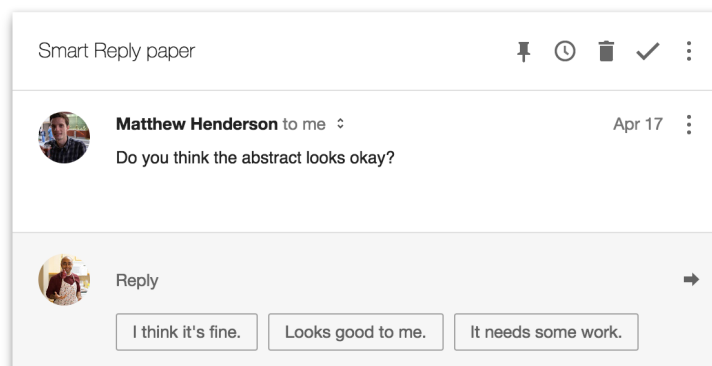 Smart Reply paper
Matthew Henderson to me Apr 17
Do you think the abstract looks okay?
Reply
I think it's fine. Looks good to me. It needs some work.